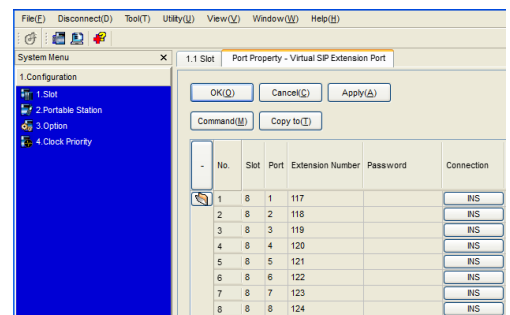 File(F) Disconnect(D) Tool(T) Utility(U) View(V) Window(W) Help(H)
System Menu X 1.1 Slot Port Property - Virtual SIP Extension Port
1.Configuration
1.Slot
2.Portable Station
3.Option
4.Clock Priority
OK(O) Cancel(C) Apply(A)
Command(M) Copy to(T)
- No. Slot Port Extension Number Password Connection
1 8 1 117 INS
2 8 2 118 INS
3 8 3 119 INS
4 8 4 120 INS
5 8 5 121 INS
6 8 6 122 INS
7 8 7 123 INS
8 8 8 124 INS